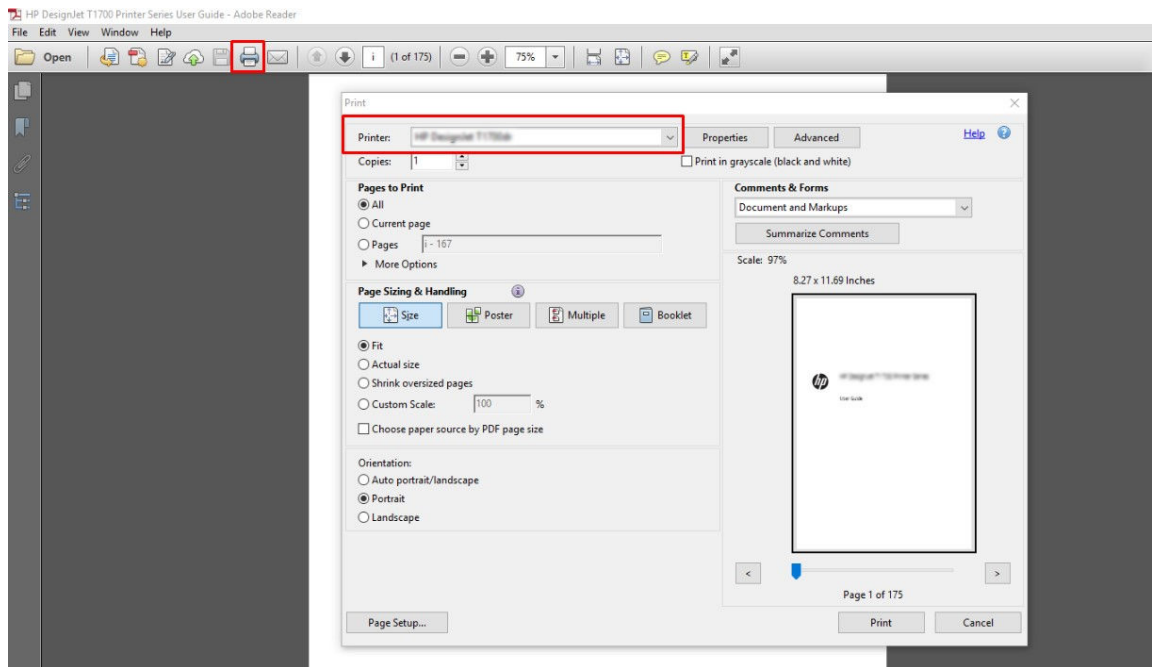 HP DesignJet T1700 Printer Series User Guide - Adobe Reader
File Edit View Window Help
Open i (1 of 175) 75%
Print
Printer: Properties Advanced Help
Copies: 1 Print in grayscale (black and white)
Pages to Print
All
Current page
Pages i - 167
More Options
Comments & Forms
Document and Markups
Summarize Comments
Page Sizing & Handling
Size Poster Multiple Booklet
Fit
Actual size
Shrink oversized pages
Custom Scale: 100 %
Choose paper source by PDF page size
Orientation:
Auto portrait/landscape
Portrait
Landscape
Scale: 97%
8.27 x 11.69 Inches
hp
User Guide
< >
Page 1 of 175
Page Setup... Print Cancel